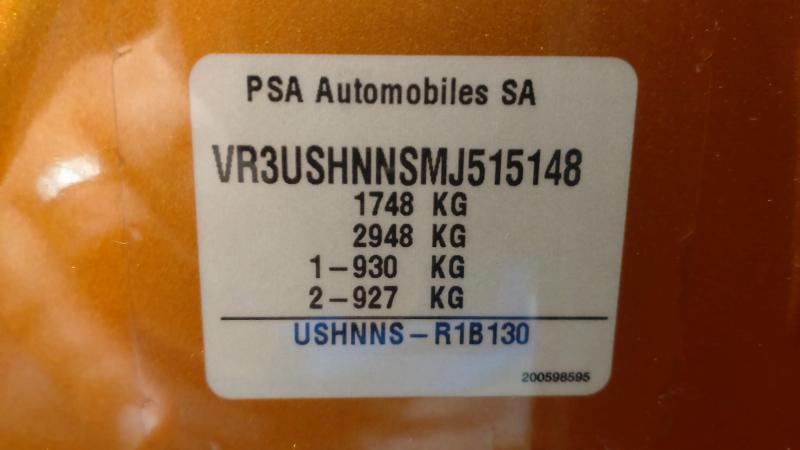 PSA Automobiles SA
VR3USHNNSMJ515148
1748 KG
2948 KG
1-930 KG
2-927 KG
USHNNS-R1B130
200598595